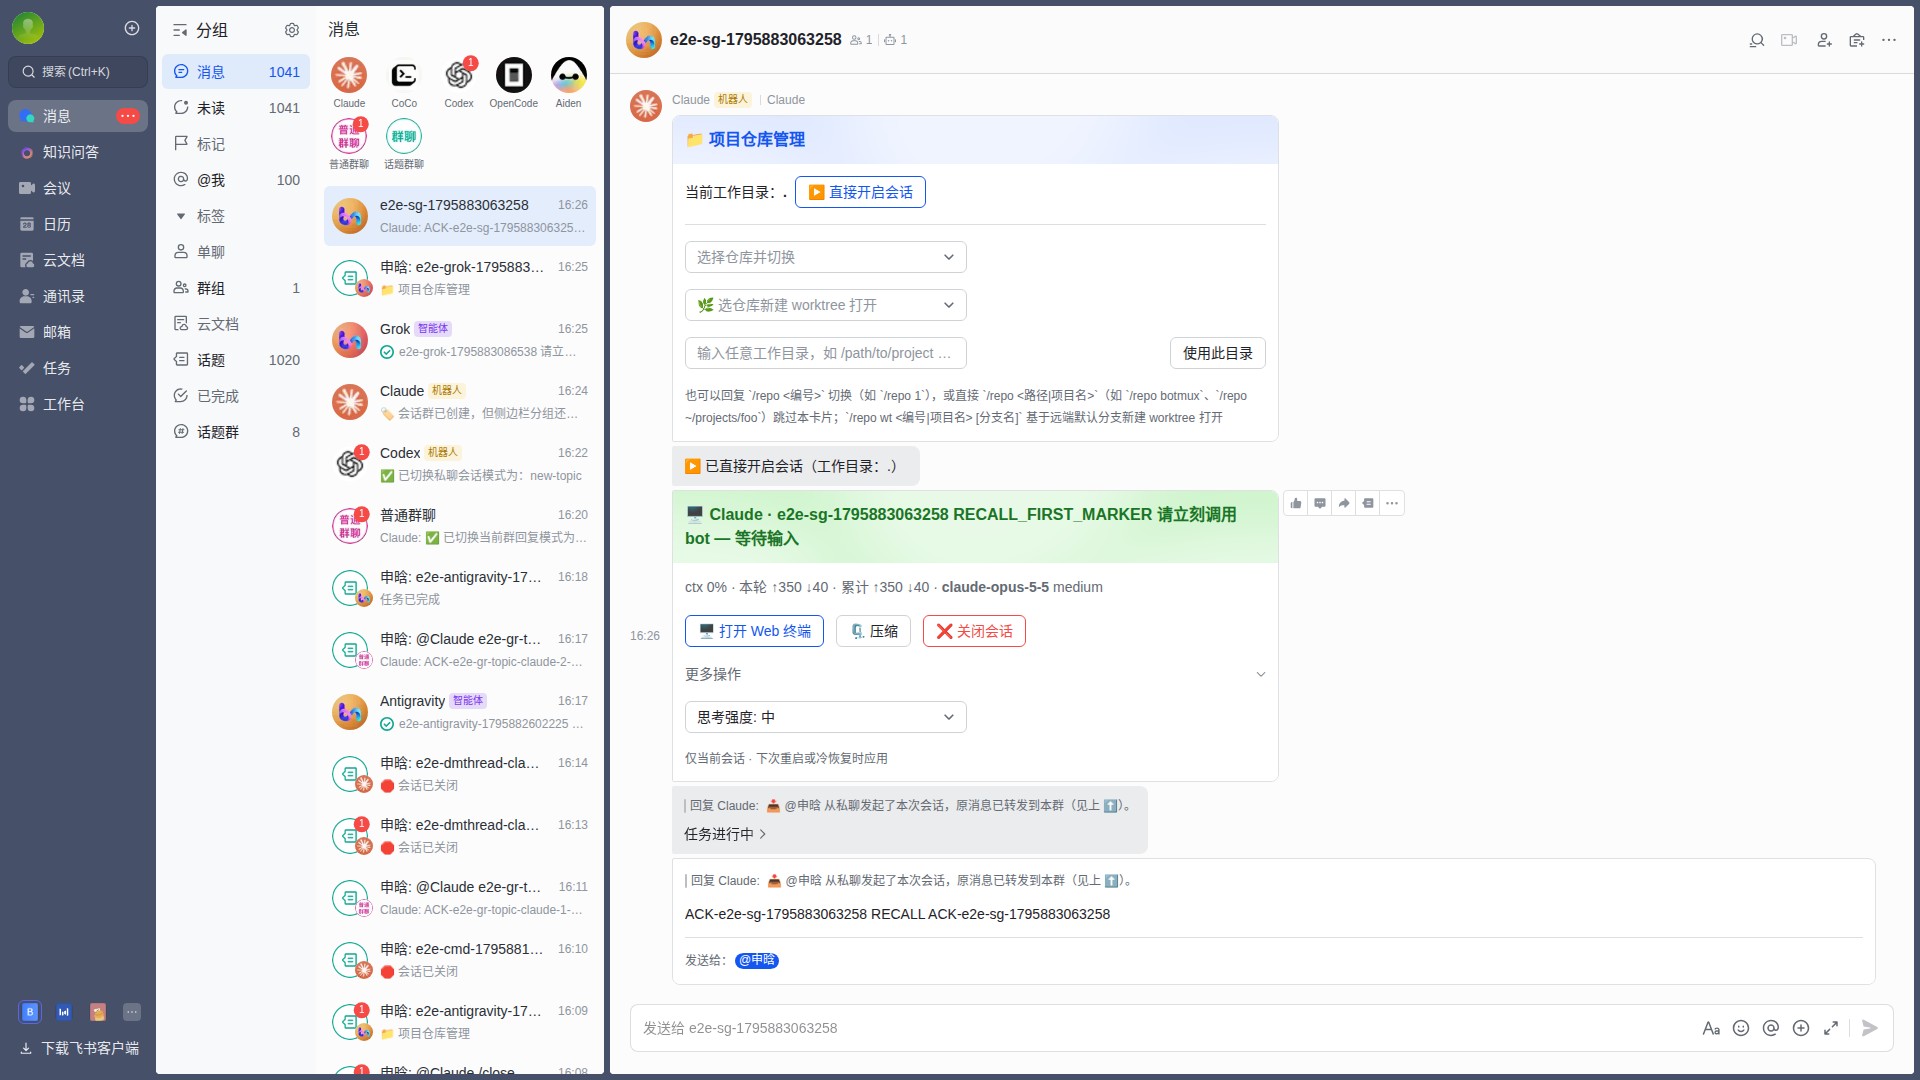 搜索 (Ctrl+K)
消息
知识问答
会议
日历
云文档
通讯录
邮箱
任务
工作台
下载飞书客户端
分组
消息 1041
未读 1041
标记
@我 100
标签
单聊
群组 1
云文档
话题 1020
已完成
话题群 8
消息
Claude
CoCo
1
Codex
OpenCode
Aiden
1
普通群聊
群聊
话题群聊
e2e-sg-1795883063258 16:26
Claude: ACK-e2e-sg-179588306325…
申晗: e2e-grok-1795883… 16:25
📁 项目仓库管理
Grok 智能体 16:25
e2e-grok-1795883086538 请立…
Claude 机器人 16:24
🏷️ 会话群已创建，但侧边栏分组还…
1
Codex 机器人 16:22
✅ 已切换私聊会话模式为：new-topic
1
普通群聊 16:20
Claude: ✅ 已切换当前群回复模式为…
申晗: e2e-antigravity-17… 16:18
任务已完成
申晗: @Claude e2e-gr-t… 16:17
Claude: ACK-e2e-gr-topic-claude-2-…
Antigravity 智能体 16:17
e2e-antigravity-1795882602225 …
申晗: e2e-dmthread-cla… 16:14
🛑 会话已关闭
1
申晗: e2e-dmthread-cla… 16:13
🛑 会话已关闭
申晗: @Claude e2e-gr-t… 16:11
Claude: ACK-e2e-gr-topic-claude-1-…
申晗: e2e-cmd-1795881… 16:10
🛑 会话已关闭
1
申晗: e2e-antigravity-17… 16:09
📁 项目仓库管理
1
申晗: @Claude /close 16:08
e2e-sg-1795883063258 1 1
Claude 机器人 Claude
📁 项目仓库管理
当前工作目录：. ▶️ 直接开启会话
选择仓库并切换
🌿 选仓库新建 worktree 打开
输入任意工作目录，如 /path/to/project … 使用此目录
也可以回复 `/repo <编号>` 切换（如 `/repo 1`），或直接 `/repo <路径|项目名>`（如 `/repo botmux`、`/repo
~/projects/foo`）跳过本卡片；`/repo wt <编号|项目名> [分支名]` 基于远端默认分支新建 worktree 打开
▶️ 已直接开启会话（工作目录：.）
🖥️ Claude · e2e-sg-1795883063258 RECALL_FIRST_MARKER 请立刻调用
bot — 等待输入
ctx 0% · 本轮 ↑350 ↓40 · 累计 ↑350 ↓40 · claude-opus-5-5 medium
16:26
🖥️ 打开 Web 终端 🗜️ 压缩 ❌ 关闭会话
更多操作
思考强度: 中
仅当前会话 · 下次重启或冷恢复时应用
回复 Claude: 📥 @申晗 从私聊发起了本次会话，原消息已转发到本群（见上 ⬆️）。
任务进行中
回复 Claude: 📥 @申晗 从私聊发起了本次会话，原消息已转发到本群（见上 ⬆️）。
ACK-e2e-sg-1795883063258 RECALL ACK-e2e-sg-1795883063258
发送给：@申晗
发送给 e2e-sg-1795883063258